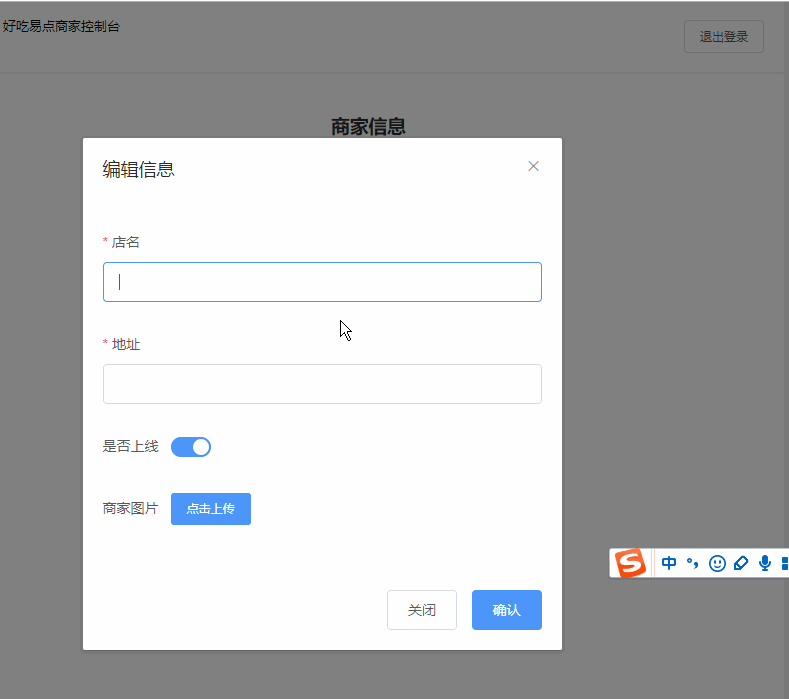 好吃易点商家控制台
退出登录
商家信息
编辑信息
* 店名
* 地址
是否上线
商家图片 点击上传
S 中 °,
关闭 确认